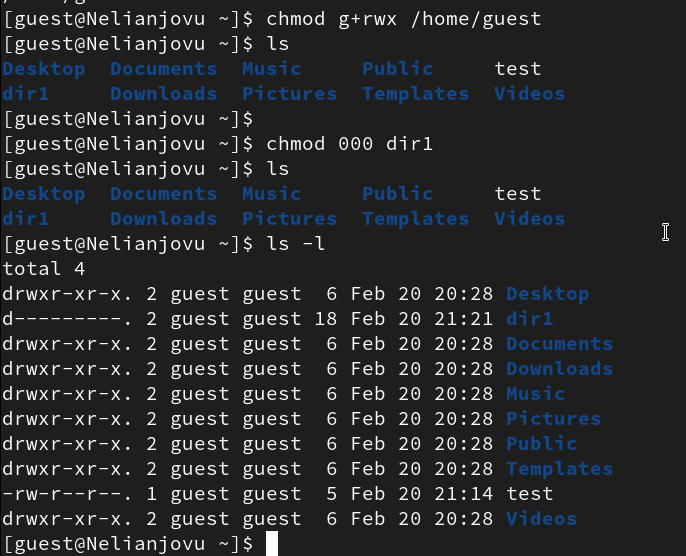 [guest@Nelianjovu ~]$ chmod g+rwx /home/guest
[guest@Nelianjovu ~]$ ls
Desktop  Documents  Music     Public     test
dir1     Downloads  Pictures  Templates  Videos
[guest@Nelianjovu ~]$
[guest@Nelianjovu ~]$ chmod 000 dir1
[guest@Nelianjovu ~]$ ls
Desktop  Documents  Music     Public     test
dir1     Downloads  Pictures  Templates  Videos
[guest@Nelianjovu ~]$ ls -l
total 4
drwxr-xr-x. 2 guest guest  6 Feb 20 20:28 Desktop
d---------. 2 guest guest 18 Feb 20 21:21 dir1
drwxr-xr-x. 2 guest guest  6 Feb 20 20:28 Documents
drwxr-xr-x. 2 guest guest  6 Feb 20 20:28 Downloads
drwxr-xr-x. 2 guest guest  6 Feb 20 20:28 Music
drwxr-xr-x. 2 guest guest  6 Feb 20 20:28 Pictures
drwxr-xr-x. 2 guest guest  6 Feb 20 20:28 Public
drwxr-xr-x. 2 guest guest  6 Feb 20 20:28 Templates
-rw-r--r--. 1 guest guest  5 Feb 20 21:14 test
drwxr-xr-x. 2 guest guest  6 Feb 20 20:28 Videos
[guest@Nelianjovu ~]$